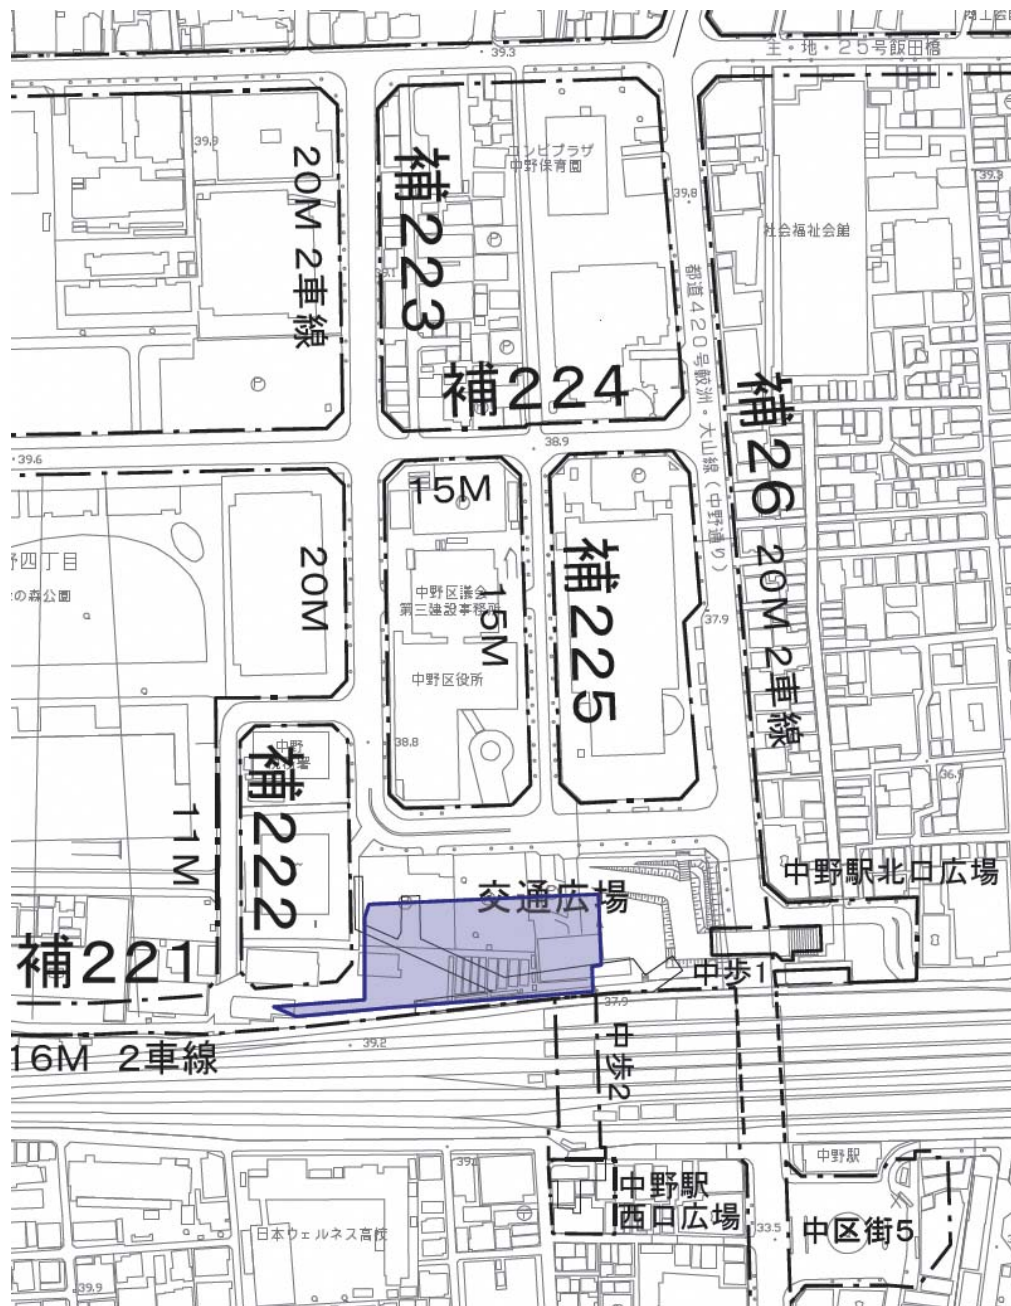 39.3
主・地・25号飯田橋
39.9
20M 2車線
補223
コンビプラザ
中野保育園
39.8
社会福祉会館
39.3
都道420号鮫洲・大山線(中野通り)
補224
補26 20M 2車線
38.9
39.6
15M
20M
補225
中野区議会
第三建設事務所
15M
37.9
中野区役所
38.8
補222
11M
36.9
中野駅北口広場
交通広場
補221
中歩1
37.9
16M 2車線
39.2
中歩2
中野駅
中野駅
西口広場
33.5
中区街5
日本ウェルネス高校
39.9